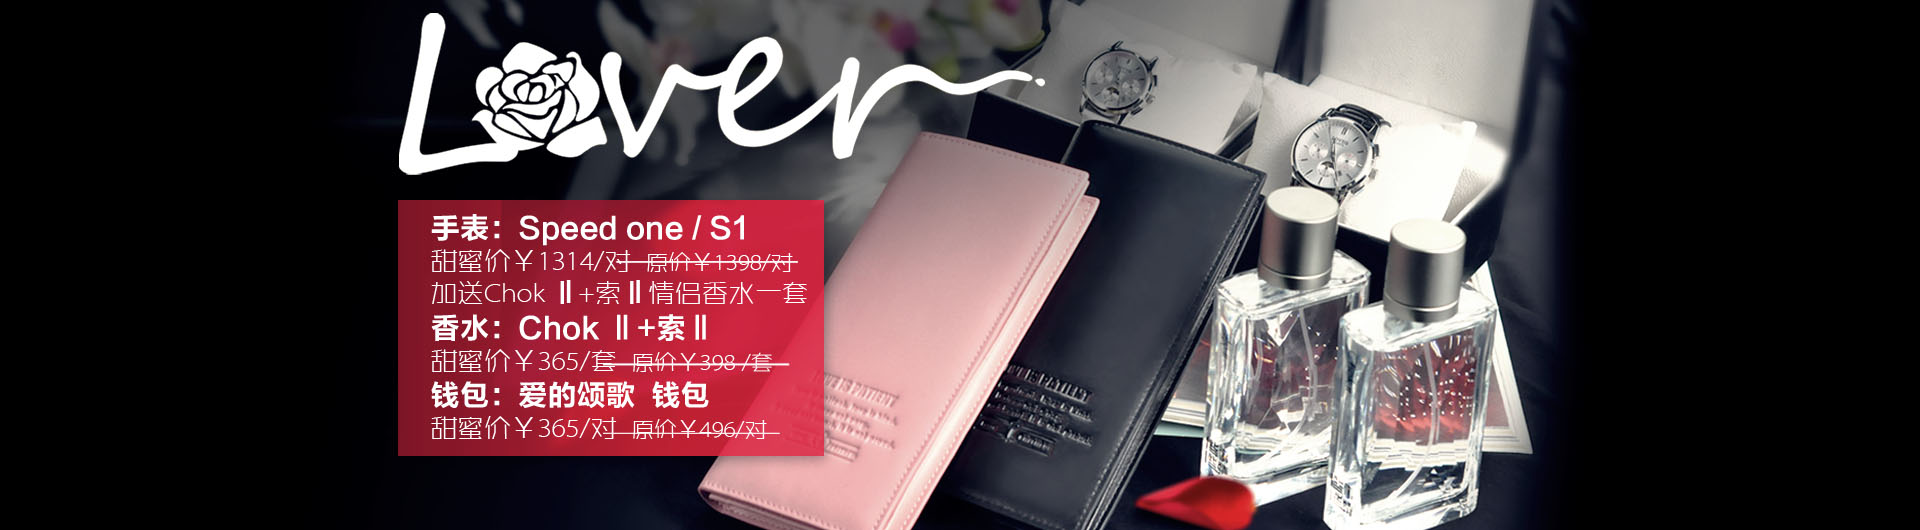 Lover
手表：Speed one / S1
甜蜜价￥1314/对 原价￥1398/对
加送Chok Ⅱ+索Ⅱ情侣香水一套
香水：Chok Ⅱ+索Ⅱ
甜蜜价￥365/套 原价￥398 /套
钱包：爱的颂歌 钱包
甜蜜价￥365/对 原价￥496/对
LOVE IS PATIENT